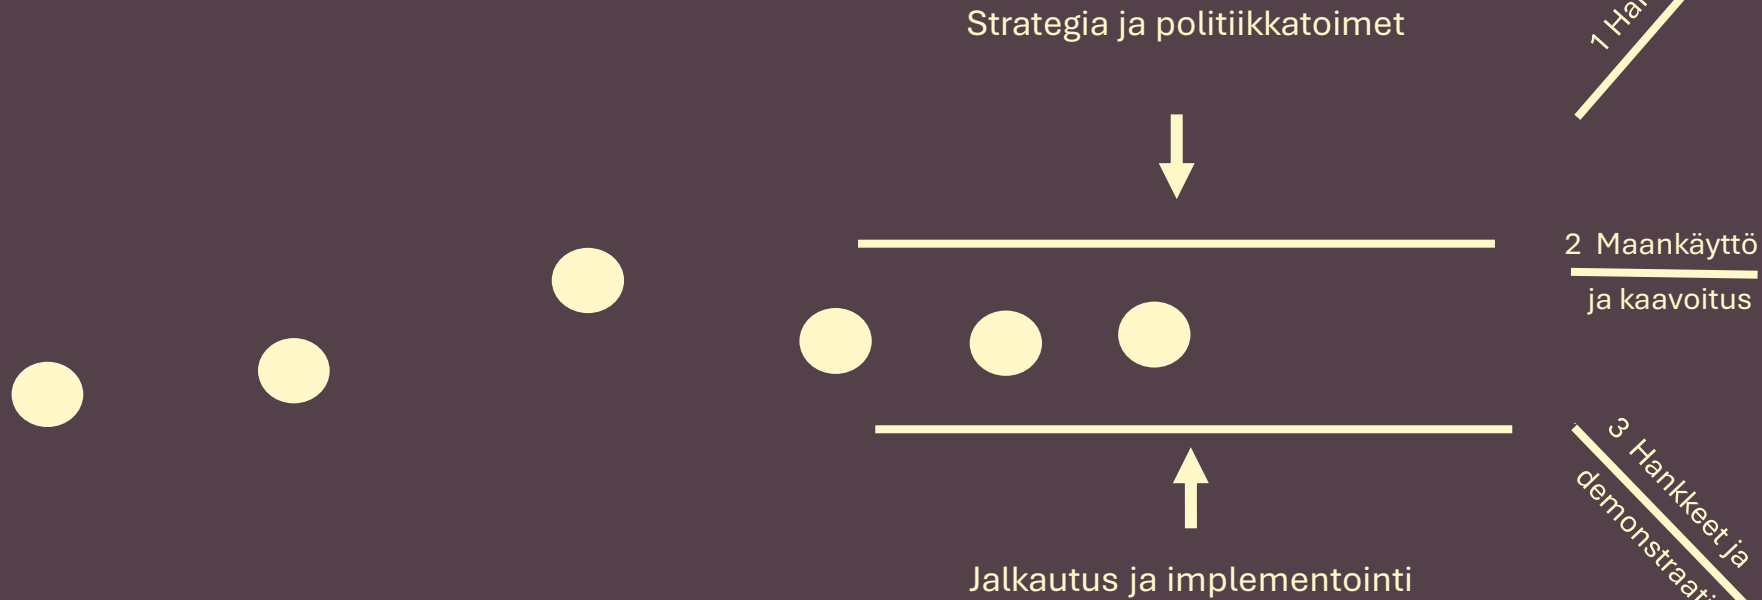 Strategia ja politiikkatoimet
2 Maankäyttö
ja kaavoitus
3 Hankkeet ja
Jalkautus ja implementointi